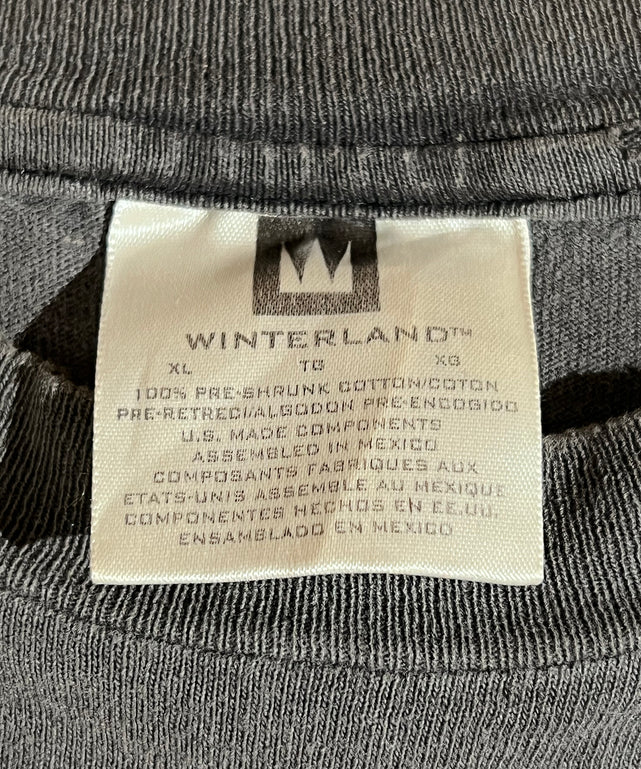 WINTERLAND™
XL TG XG
100% PRE-SHRUNK COTTON/COTON
PRE-RETRECI/ALGODON PRE-ENCOGIDO
U.S. MADE COMPONENTS
ASSEMBLED IN MEXICO
COMPOSANTS FABRIQUES AUX
ETATS-UNIS ASSEMBLE AU MEXIQUE
COMPONENTES HECHOS EN EE.UU.
ENSAMBLADO EN MEXICO